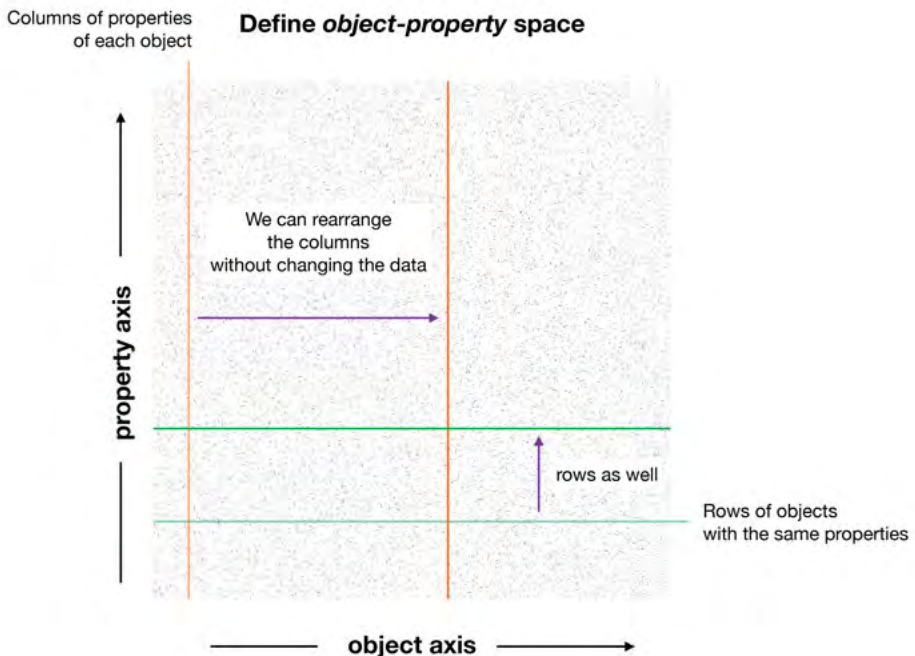 Columns of properties
of each object
Define object-property space
We can rearrange
the columns
without changing the data
property axis
rows as well
Rows of objects
with the same properties
object axis